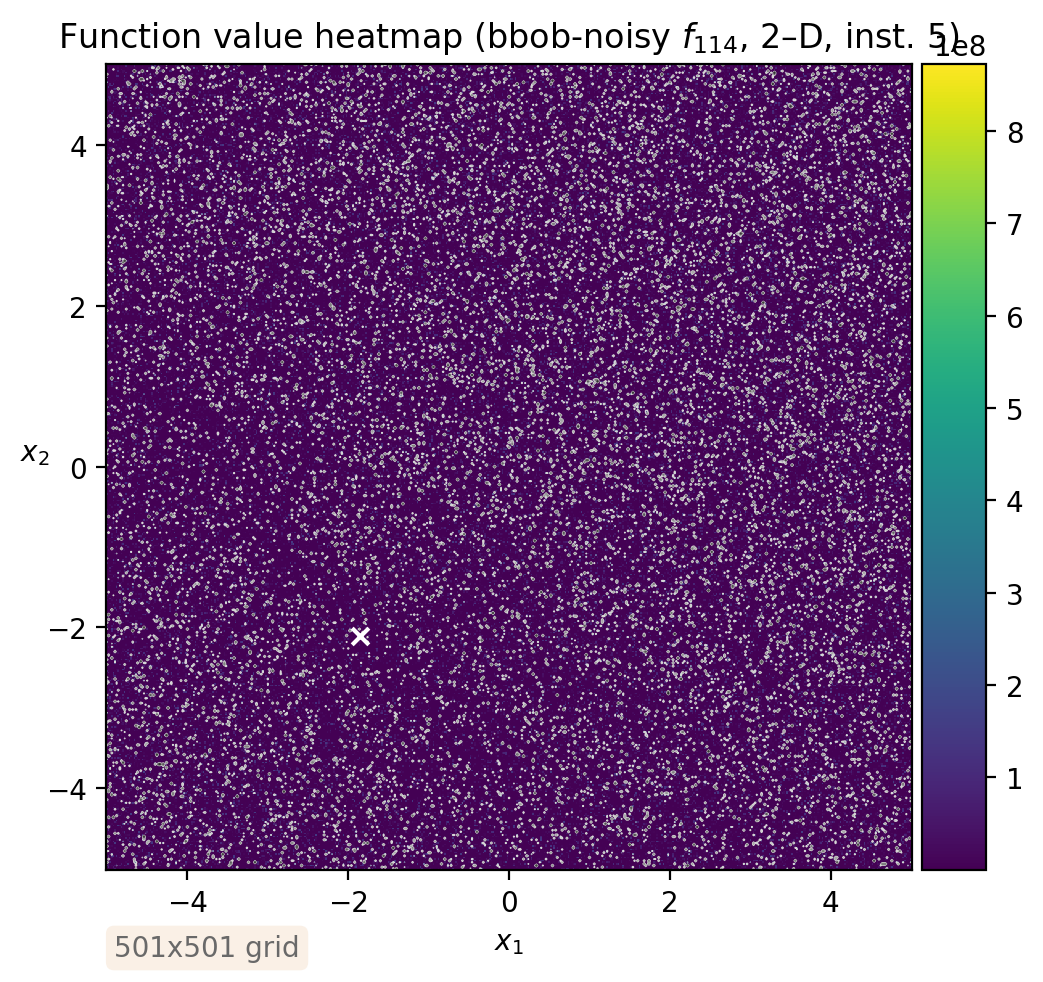 Function value heatmap (bbob-noisy f₁₁₄, 2–D, inst. 5)
1e8
8
7
6
5
4
3
2
1
4
2
0
−2
−4
x₂
−4 −2 0 2 4
x₁
501x501 grid